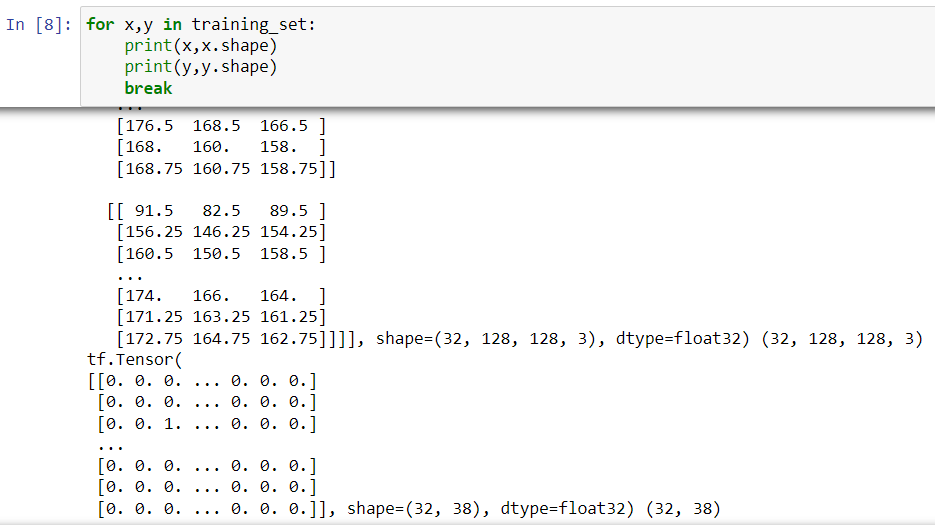 In [8]: for x,y in training_set:
    print(x,x.shape)
    print(y,y.shape)
    break
...
[176.5  168.5  166.5 ]
[168.   160.   158.  ]
[168.75 160.75 158.75]]
[[ 91.5   82.5   89.5 ]
[156.25 146.25 154.25]
[160.5  150.5  158.5 ]
...
[174.   166.   164.  ]
[171.25 163.25 161.25]
[172.75 164.75 162.75]]]], shape=(32, 128, 128, 3), dtype=float32) (32, 128, 128, 3)
tf.Tensor(
[[0. 0. 0. ... 0. 0. 0.]
[0. 0. 0. ... 0. 0. 0.]
[0. 0. 1. ... 0. 0. 0.]
...
[0. 0. 0. ... 0. 0. 0.]
[0. 0. 0. ... 0. 0. 0.]
[0. 0. 0. ... 0. 0. 0.]], shape=(32, 38), dtype=float32) (32, 38)